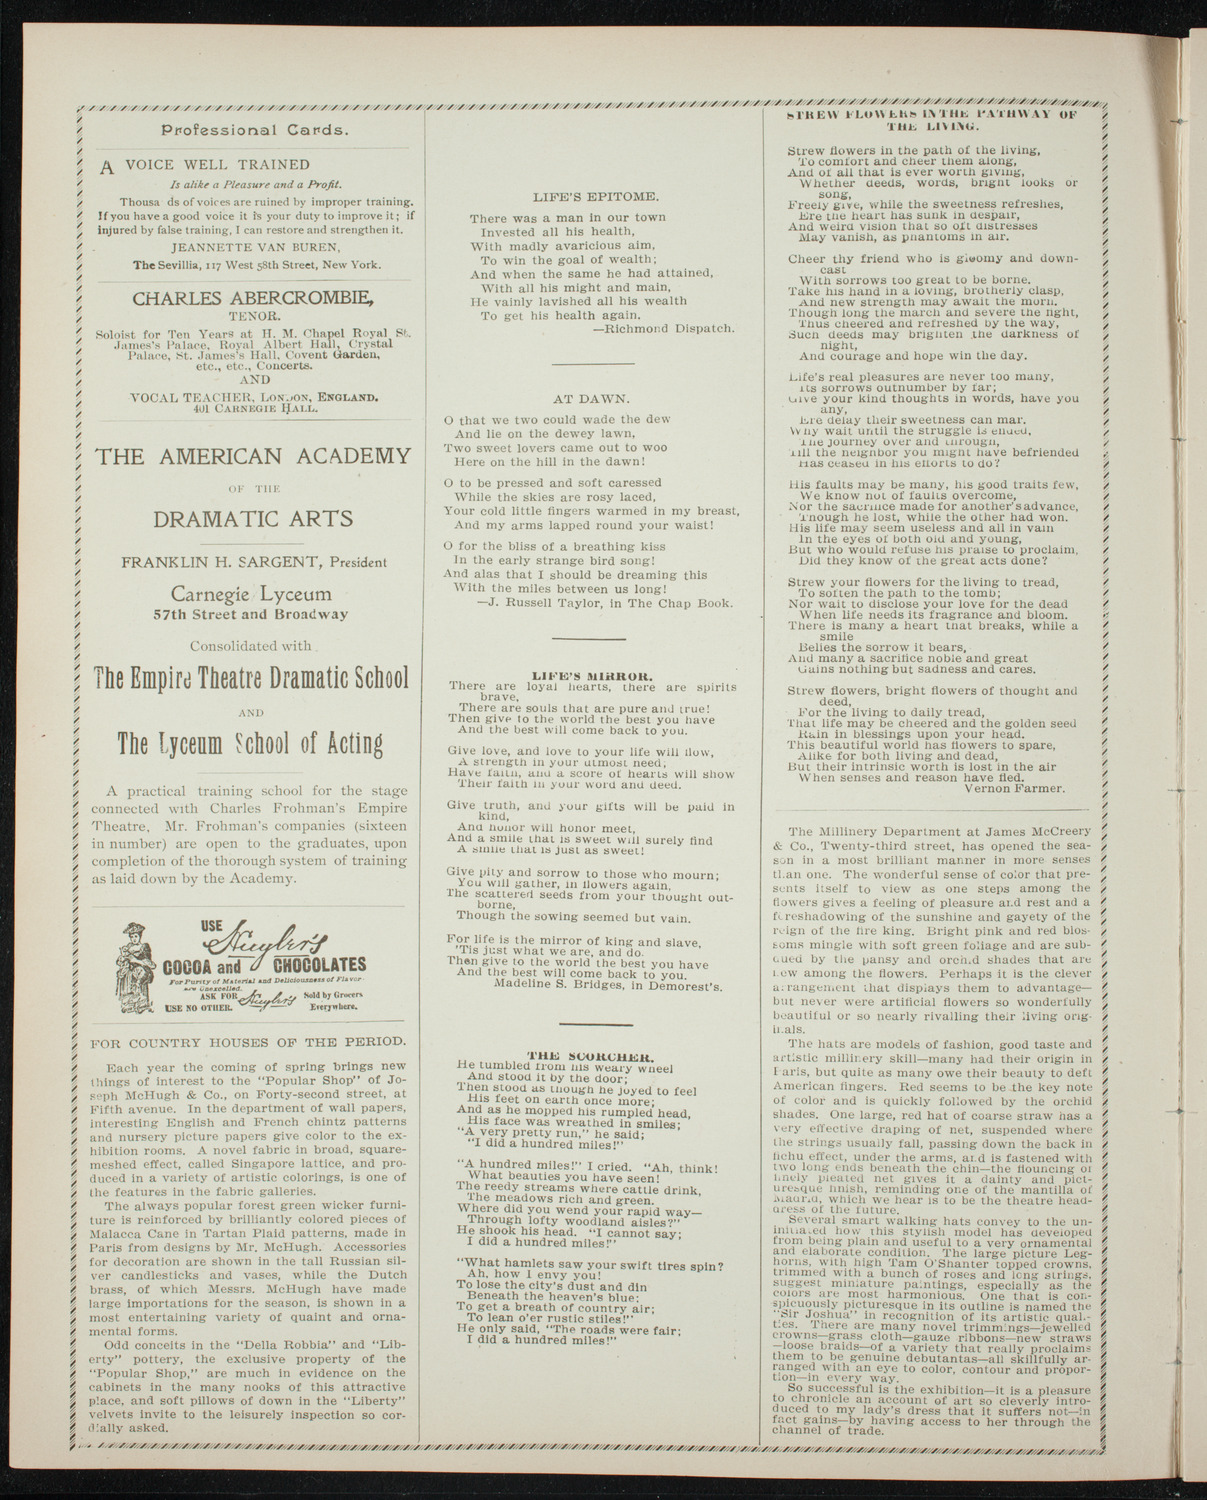 Professional Cards.
A VOICE WELL TRAINED
Is alike a Pleasure and a Profit.
Thousa ds of voices are ruined by improper training.
If you have a good voice it is your duty to improve it; if
injured by false training, I can restore and strengthen it.
JEANNETTE VAN BUREN,
The Sevillia, 117 West 58th Street, New York.
CHARLES ABERCROMBIE,
TENOR.
Soloist for Ten Years at H. M. Chapel Royal St.
James's Palace, Royal Albert Hall, Crystal
Palace, St. James's Hall, Covent Garden,
etc., etc., Concerts.
AND
VOCAL TEACHER, LONDON, ENGLAND.
401 CARNEGIE HALL.
THE AMERICAN ACADEMY
OF THE
DRAMATIC ARTS
FRANKLIN H. SARGENT, President
Carnegie Lyceum
57th Street and Broadway
Consolidated with
The Empire Theatre Dramatic School
AND
The Lyceum School of Acting
A practical training school for the stage
connected with Charles Frohman's Empire
Theatre. Mr. Frohman's companies (sixteen
in number) are open to the graduates, upon
completion of the thorough system of training
as laid down by the Academy.
USE
Huyler's
COCOA and CHOCOLATES
For Purity of Material and Deliciousness of Flavor
are Unexcelled.
ASK FOR Huyler's Sold by Grocers
USE NO OTHER. Everywhere.
FOR COUNTRY HOUSES OF THE PERIOD.
Each year the coming of spring brings new
things of interest to the "Popular Shop" of Jo-
seph McHugh & Co., on Forty-second street, at
Fifth avenue. In the department of wall papers,
interesting English and French chintz patterns
and nursery picture papers give color to the ex-
hibition rooms. A novel fabric in broad, square-
meshed effect, called Singapore lattice, and pro-
duced in a variety of artistic colorings, is one of
the features in the fabric galleries.
The always popular forest green wicker furni-
ture is reinforced by brilliantly colored pieces of
Malacca Cane in Tartan Plaid patterns, made in
Paris from designs by Mr. McHugh. Accessories
for decoration are shown in the tall Russian sil-
ver candlesticks and vases, while the Dutch
brass, of which Messrs. McHugh have made
large importations for the season, is shown in a
most entertaining variety of quaint and orna-
mental forms.
Odd conceits in the "Della Robbia" and "Lib-
erty" pottery, the exclusive property of the
"Popular Shop," are much in evidence on the
cabinets in the many nooks of this attractive
place, and soft pillows of down in the "Liberty"
velvets invite to the leisurely inspection so cor-
dially asked.
LIFE'S EPITOME.
There was a man in our town
Invested all his health,
With madly avaricious aim,
To win the goal of wealth;
And when the same he had attained,
With all his might and main,
He vainly lavished all his wealth
To get his health again.
—Richmond Dispatch.
AT DAWN.
O that we two could wade the dew
And lie on the dewey lawn,
Two sweet lovers came out to woo
Here on the hill in the dawn!
O to be pressed and soft caressed
While the skies are rosy laced,
Your cold little fingers warmed in my breast,
And my arms lapped round your waist!
O for the bliss of a breathing kiss
In the early strange bird song!
And alas that I should be dreaming this
With the miles between us long!
—J. Russell Taylor, in The Chap Book.
LIFE'S MIRROR.
There are loyal hearts, there are spirits
brave,
There are souls that are pure and true!
Then give to the world the best you have
And the best will come back to you.
Give love, and love to your life will flow,
A strength in your utmost need;
Have faith, and a score of hearts will show
Their faith in your word and deed.
Give truth, and your gifts will be paid in
kind,
And honor will honor meet,
And a smile that is sweet will surely find
A smile that is just as sweet!
Give pity and sorrow to those who mourn;
You will gather, in flowers again,
The scattered seeds from your thought out-
borne,
Though the sowing seemed but vain.
For life is the mirror of king and slave,
'Tis just what we are, and do.
Then give to the world the best you have
And the best will come back to you.
Madeline S. Bridges, in Demorest's.
THE SCORCHER.
He tumbled from his weary wheel
And stood it by the door;
Then stood as though he joyed to feel
His feet on earth once more;
And as he mopped his rumpled head,
His face was wreathed in smiles;
"A very pretty run," he said;
"I did a hundred miles!"
"A hundred miles!" I cried. "Ah, think!
What beauties you have seen!
The reedy streams where cattle drink,
The meadows rich and green.
Where did you wend your rapid way—
Through lofty woodland aisles?"
He shook his head. "I cannot say;
I did a hundred miles!"
"What hamlets saw your swift tires spin?
Ah, how I envy you!
To lose the city's dust and din
Beneath the heaven's blue;
To get a breath of country air;
To lean o'er rustic stiles!"
He only said, "The roads were fair;
I did a hundred miles!"
STREW FLOWERS IN THE PATHWAY OF
THE LIVING.
Strew flowers in the path of the living,
To comfort and cheer them along,
And of all that is ever worth giving,
Whether deeds, words, bright looks or
song,
Freely give, while the sweetness refreshes,
Ere the heart has sunk in despair,
And weird vision that so oft distresses
May vanish, as phantoms in air.
Cheer thy friend who is gloomy and down-
cast
With sorrows too great to be borne.
Take his hand in a loving, brotherly clasp,
And new strength may await the morn.
Though long the march and severe the fight,
Thus cheered and refreshed by the way,
Such deeds may brighten the darkness of
night,
And courage and hope win the day.
Life's real pleasures are never too many,
Its sorrows outnumber by far;
Give your kind thoughts in words, have you
any,
Ere delay their sweetness can mar.
Why wait until the struggle is ended,
The journey over and through,
Till the neighbor you might have befriended
Has ceased in his efforts to do?
His faults may be many, his good traits few,
We know not of faults overcome,
Nor the sacrifice made for another's advance,
Though he lost, while the other had won.
His life may seem useless and all in vain
In the eyes of both old and young,
But who would refuse his praise to proclaim,
Did they know of the great acts done?
Strew your flowers for the living to tread,
To soften the path to the tomb;
Nor wait to disclose your love for the dead
When life needs its fragrance and bloom.
There is many a heart that breaks, while a
smile
Belies the sorrow it bears,
And many a sacrifice noble and great
Gains nothing but sadness and cares.
Strew flowers, bright flowers of thought and
deed,
For the living to daily tread,
That life may be cheered and the golden seed
Rain in blessings upon your head.
This beautiful world has flowers to spare,
Alike for both living and dead,
But their intrinsic worth is lost in the air
When senses and reason have fled.
Vernon Farmer.
The Millinery Department at James McCreery
& Co., Twenty-third street, has opened the sea-
son in a most brilliant manner in more senses
than one. The wonderful sense of color that pre-
sents itself to view as one steps among the
flowers gives a feeling of pleasure and rest and a
foreshadowing of the sunshine and gayety of the
reign of the fire king. Bright pink and red blos-
soms mingle with soft green foliage and are sub-
dued by the pansy and orchid shades that are
new among the flowers. Perhaps it is the clever
arrangement that displays them to advantage—
but never were artificial flowers so wonderfully
beautiful or so nearly rivalling their living orig-
inals.
The hats are models of fashion, good taste and
artistic millinery skill—many had their origin in
Paris, but quite as many owe their beauty to deft
American fingers. Red seems to be the key note
of color and is quickly followed by the orchid
shades. One large, red hat of coarse straw has a
very effective draping of net, suspended where
the strings usually fall, passing down the back in
fichu effect, under the arms, and is fastened with
two long ends beneath the chin—the flouncing of
finely pleated net gives it a dainty and pict-
uresque finish, reminding one of the mantilla of
Madrid, which we hear is to be the theatre head-
dress of the future.
Several smart walking hats convey to the un-
initiated how this stylish model has developed
from being plain and useful to a very ornamental
and elaborate condition. The large picture Leg-
horns, with high Tam O'Shanter topped crowns,
trimmed with a bunch of roses and long strings,
suggest miniature paintings, especially as the
colors are most harmonious. One that is con-
spicuously picturesque in its outline is named the
"Sir Joshua" in recognition of its artistic quali-
ties. There are many novel trimmings—jewelled
crowns—grass cloth—gauze ribbons—new straws
—loose braids—of a variety that really proclaims
them to be genuine debutantas—all skillfully ar-
ranged with an eye to color, contour and propor-
tion—in every way.
So successful is the exhibition—it is a pleasure
to chronicle an account of art so cleverly intro-
duced to my lady's dress that it suffers not—in
fact gains—by having access to her through the
channel of trade.